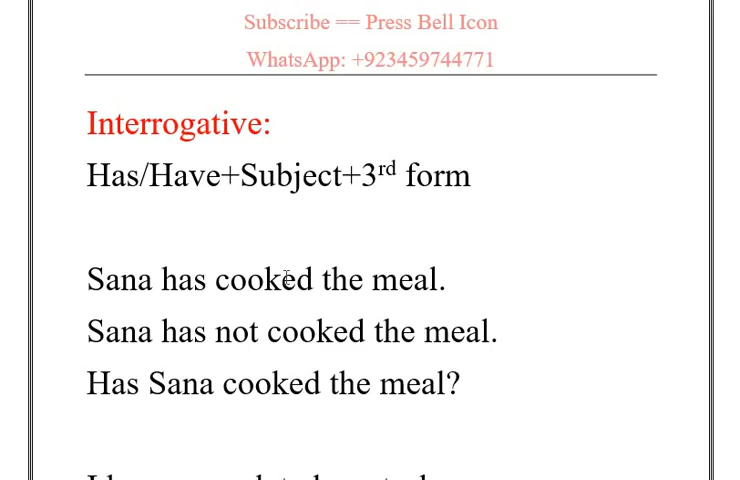 Subscribe == Press Bell Icon
WhatsApp: +923459744771
Interrogative:
Has/Have+Subject+3rd form
Sana has cooked the meal.
Sana has not cooked the meal.
Has Sana cooked the meal?